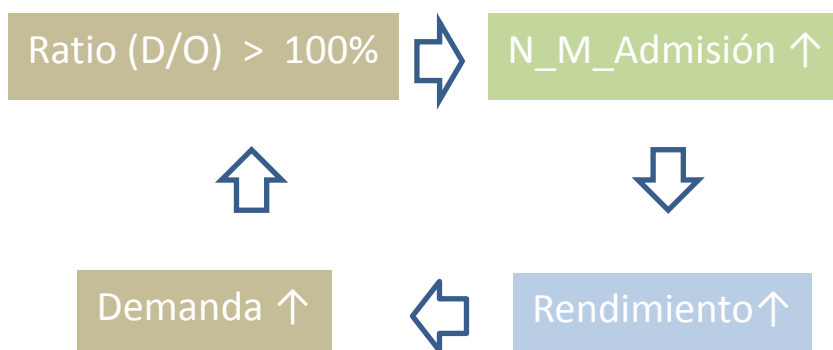 Ratio (D/O) > 100%
N_M_Admisión ↑
Demanda ↑
Rendimiento↑